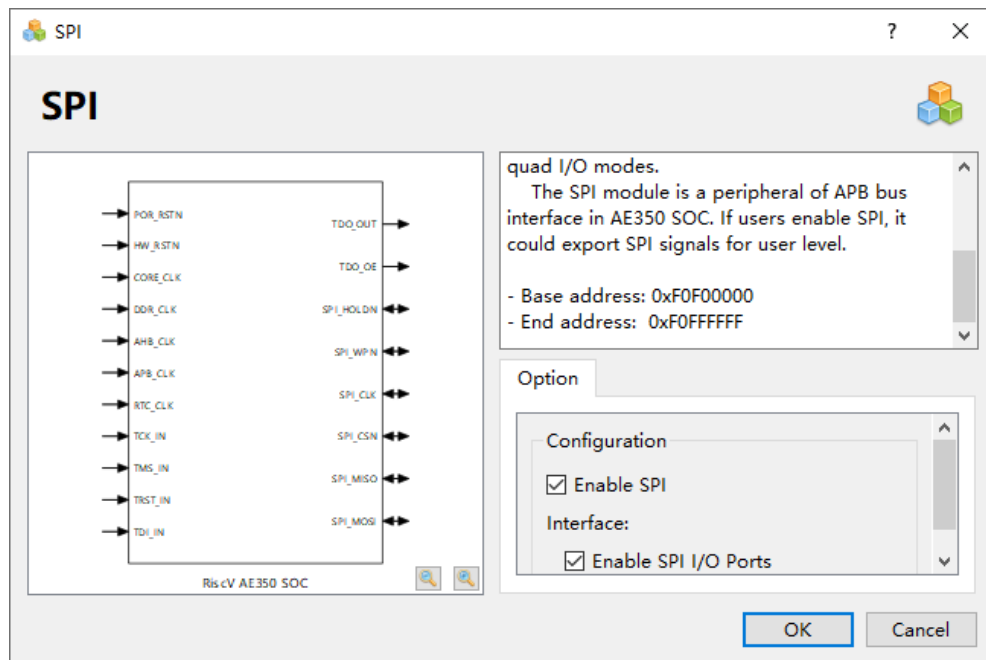 SPI
?
SPI
POR_RSTN
HW_RSTN
CORE_CLK
DDR_CLK
AHB_CLK
APB_CLK
RTC_CLK
TCK_IN
TMS_IN
TRST_IN
TDI_IN
TDO_OUT
TDO_OE
SPI_HOLDN
SPI_WPN
SPI_CLK
SPI_CSN
SPI_MISO
SPI_MOSI
RiscV AE350 SOC
quad I/O modes.
The SPI module is a peripheral of APB bus
interface in AE350 SOC. If users enable SPI, it
could export SPI signals for user level.
- Base address: 0xF0F00000
- End address: 0xF0FFFFFF
Option
Configuration
Enable SPI
Interface:
Enable SPI I/O Ports
OK
Cancel